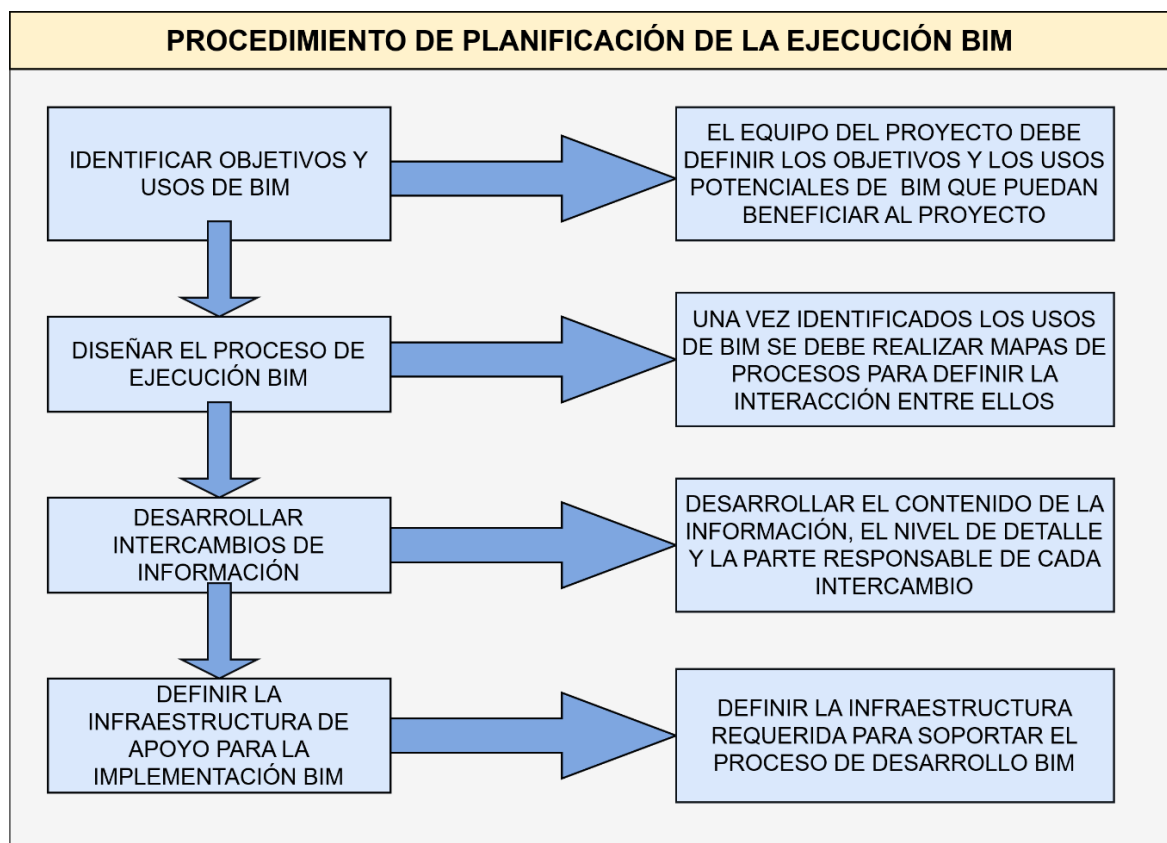 PROCEDIMIENTO DE PLANIFICACIÓN DE LA EJECUCIÓN BIM
IDENTIFICAR OBJETIVOS Y
USOS DE BIM
EL EQUIPO DEL PROYECTO DEBE
DEFINIR LOS OBJETIVOS Y LOS USOS
POTENCIALES DE BIM QUE PUEDAN
BENEFICIAR AL PROYECTO
DISEÑAR EL PROCESO DE
EJECUCIÓN BIM
UNA VEZ IDENTIFICADOS LOS USOS
DE BIM SE DEBE REALIZAR MAPAS DE
PROCESOS PARA DEFINIR LA
INTERACCIÓN ENTRE ELLOS
DESARROLLAR
INTERCAMBIOS DE
INFORMACIÓN
DESARROLLAR EL CONTENIDO DE LA
INFORMACIÓN, EL NIVEL DE DETALLE
Y LA PARTE RESPONSABLE DE CADA
INTERCAMBIO
DEFINIR LA
INFRAESTRUCTURA DE
APOYO PARA LA
IMPLEMENTACIÓN BIM
DEFINIR LA INFRAESTRUCTURA
REQUERIDA PARA SOPORTAR EL
PROCESO DE DESARROLLO BIM